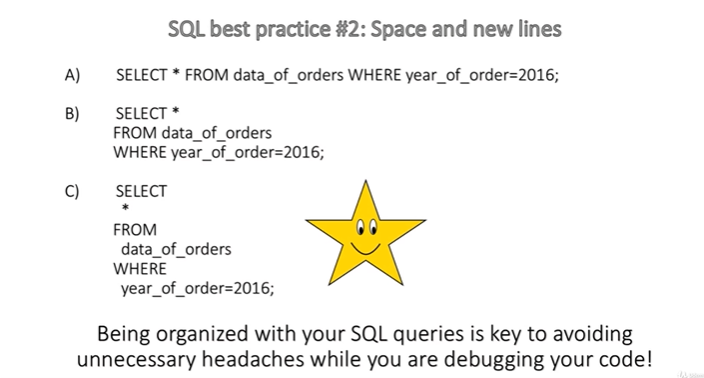 SQL best practice #2: Space and new lines
A) SELECT * FROM data_of_orders WHERE year_of_order=2016;
B) SELECT *
FROM data_of_orders
WHERE year_of_order=2016;
C) SELECT
*
FROM
data_of_orders
WHERE
year_of_order=2016;
Being organized with your SQL queries is key to avoiding
unnecessary headaches while you are debugging your code!